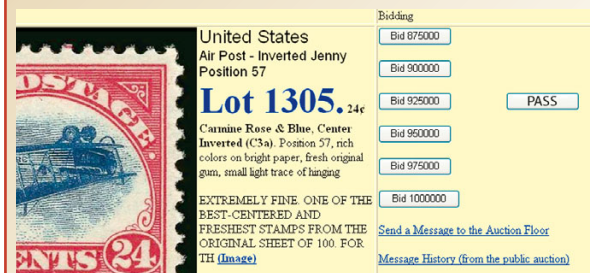 POSTAGE.
CENTS 24
United States
Air Post - Inverted Jenny
Position 57
Lot 1305. 24¢
Carmine Rose & Blue, Center
Inverted (C3a). Position 57, rich
colors on bright paper, fresh original
gum, small light trace of hinging
EXTREMELY FINE. ONE OF THE
BEST-CENTERED AND
FRESHEST STAMPS FROM THE
ORIGINAL SHEET OF 100. FOR
TH (Image)
Bidding
Bid 875000
Bid 900000
Bid 925000
PASS
Bid 950000
Bid 975000
Bid 1000000
Send a Message to the Auction Floor
Message History (from the public auction)